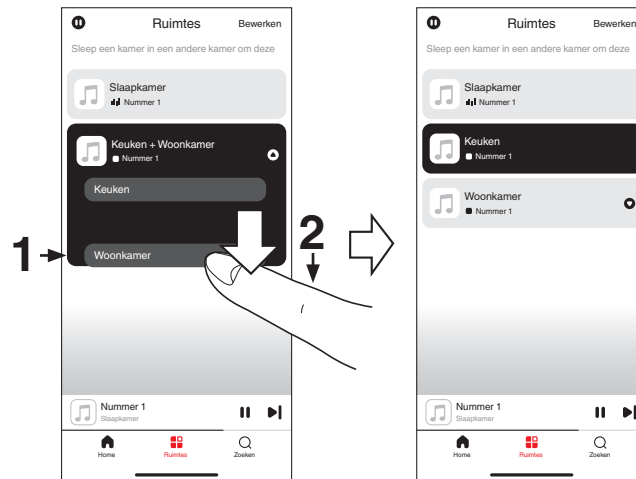 Ruimtes Bewerken
Sleep een kamer in een andere kamer om deze
Slaapkamer
Nummer 1
Keuken + Woonkamer
Nummer 1
Keuken
Woonkamer
1
2
Nummer 1
Slaapkamer
Home Ruimtes Zoeken
Ruimtes Bewerken
Sleep een kamer in een andere kamer om deze
Slaapkamer
Nummer 1
Keuken
Nummer 1
Woonkamer
Nummer 1
Nummer 1
Slaapkamer
Home Ruimtes Zoeken